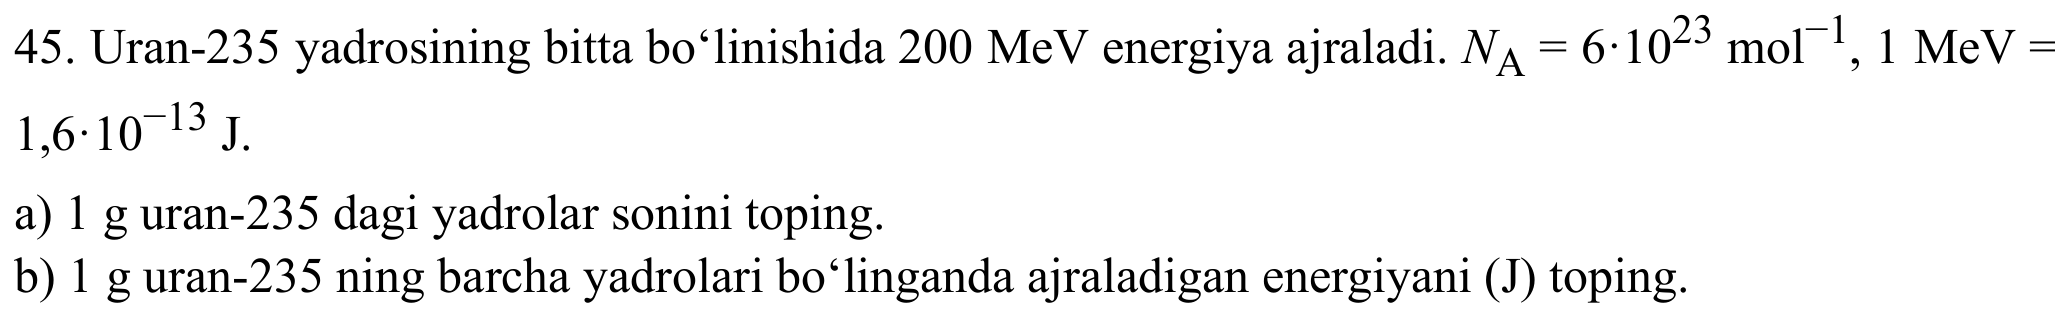 45. Uran-235 yadrosining bitta bo‘linishida 200 MeV energiya ajraladi. N_A = 6·10^23 mol^−1, 1 MeV =
1,6·10^−13 J.
a) 1 g uran-235 dagi yadrolar sonini toping.
b) 1 g uran-235 ning barcha yadrolari bo‘linganda ajraladigan energiyani (J) toping.